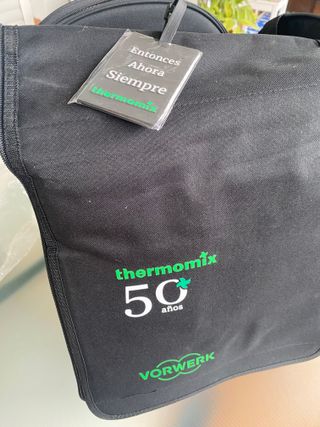 Entonces
Ahora
Siempre
thermomix
thermomix
50
años
VORWERK